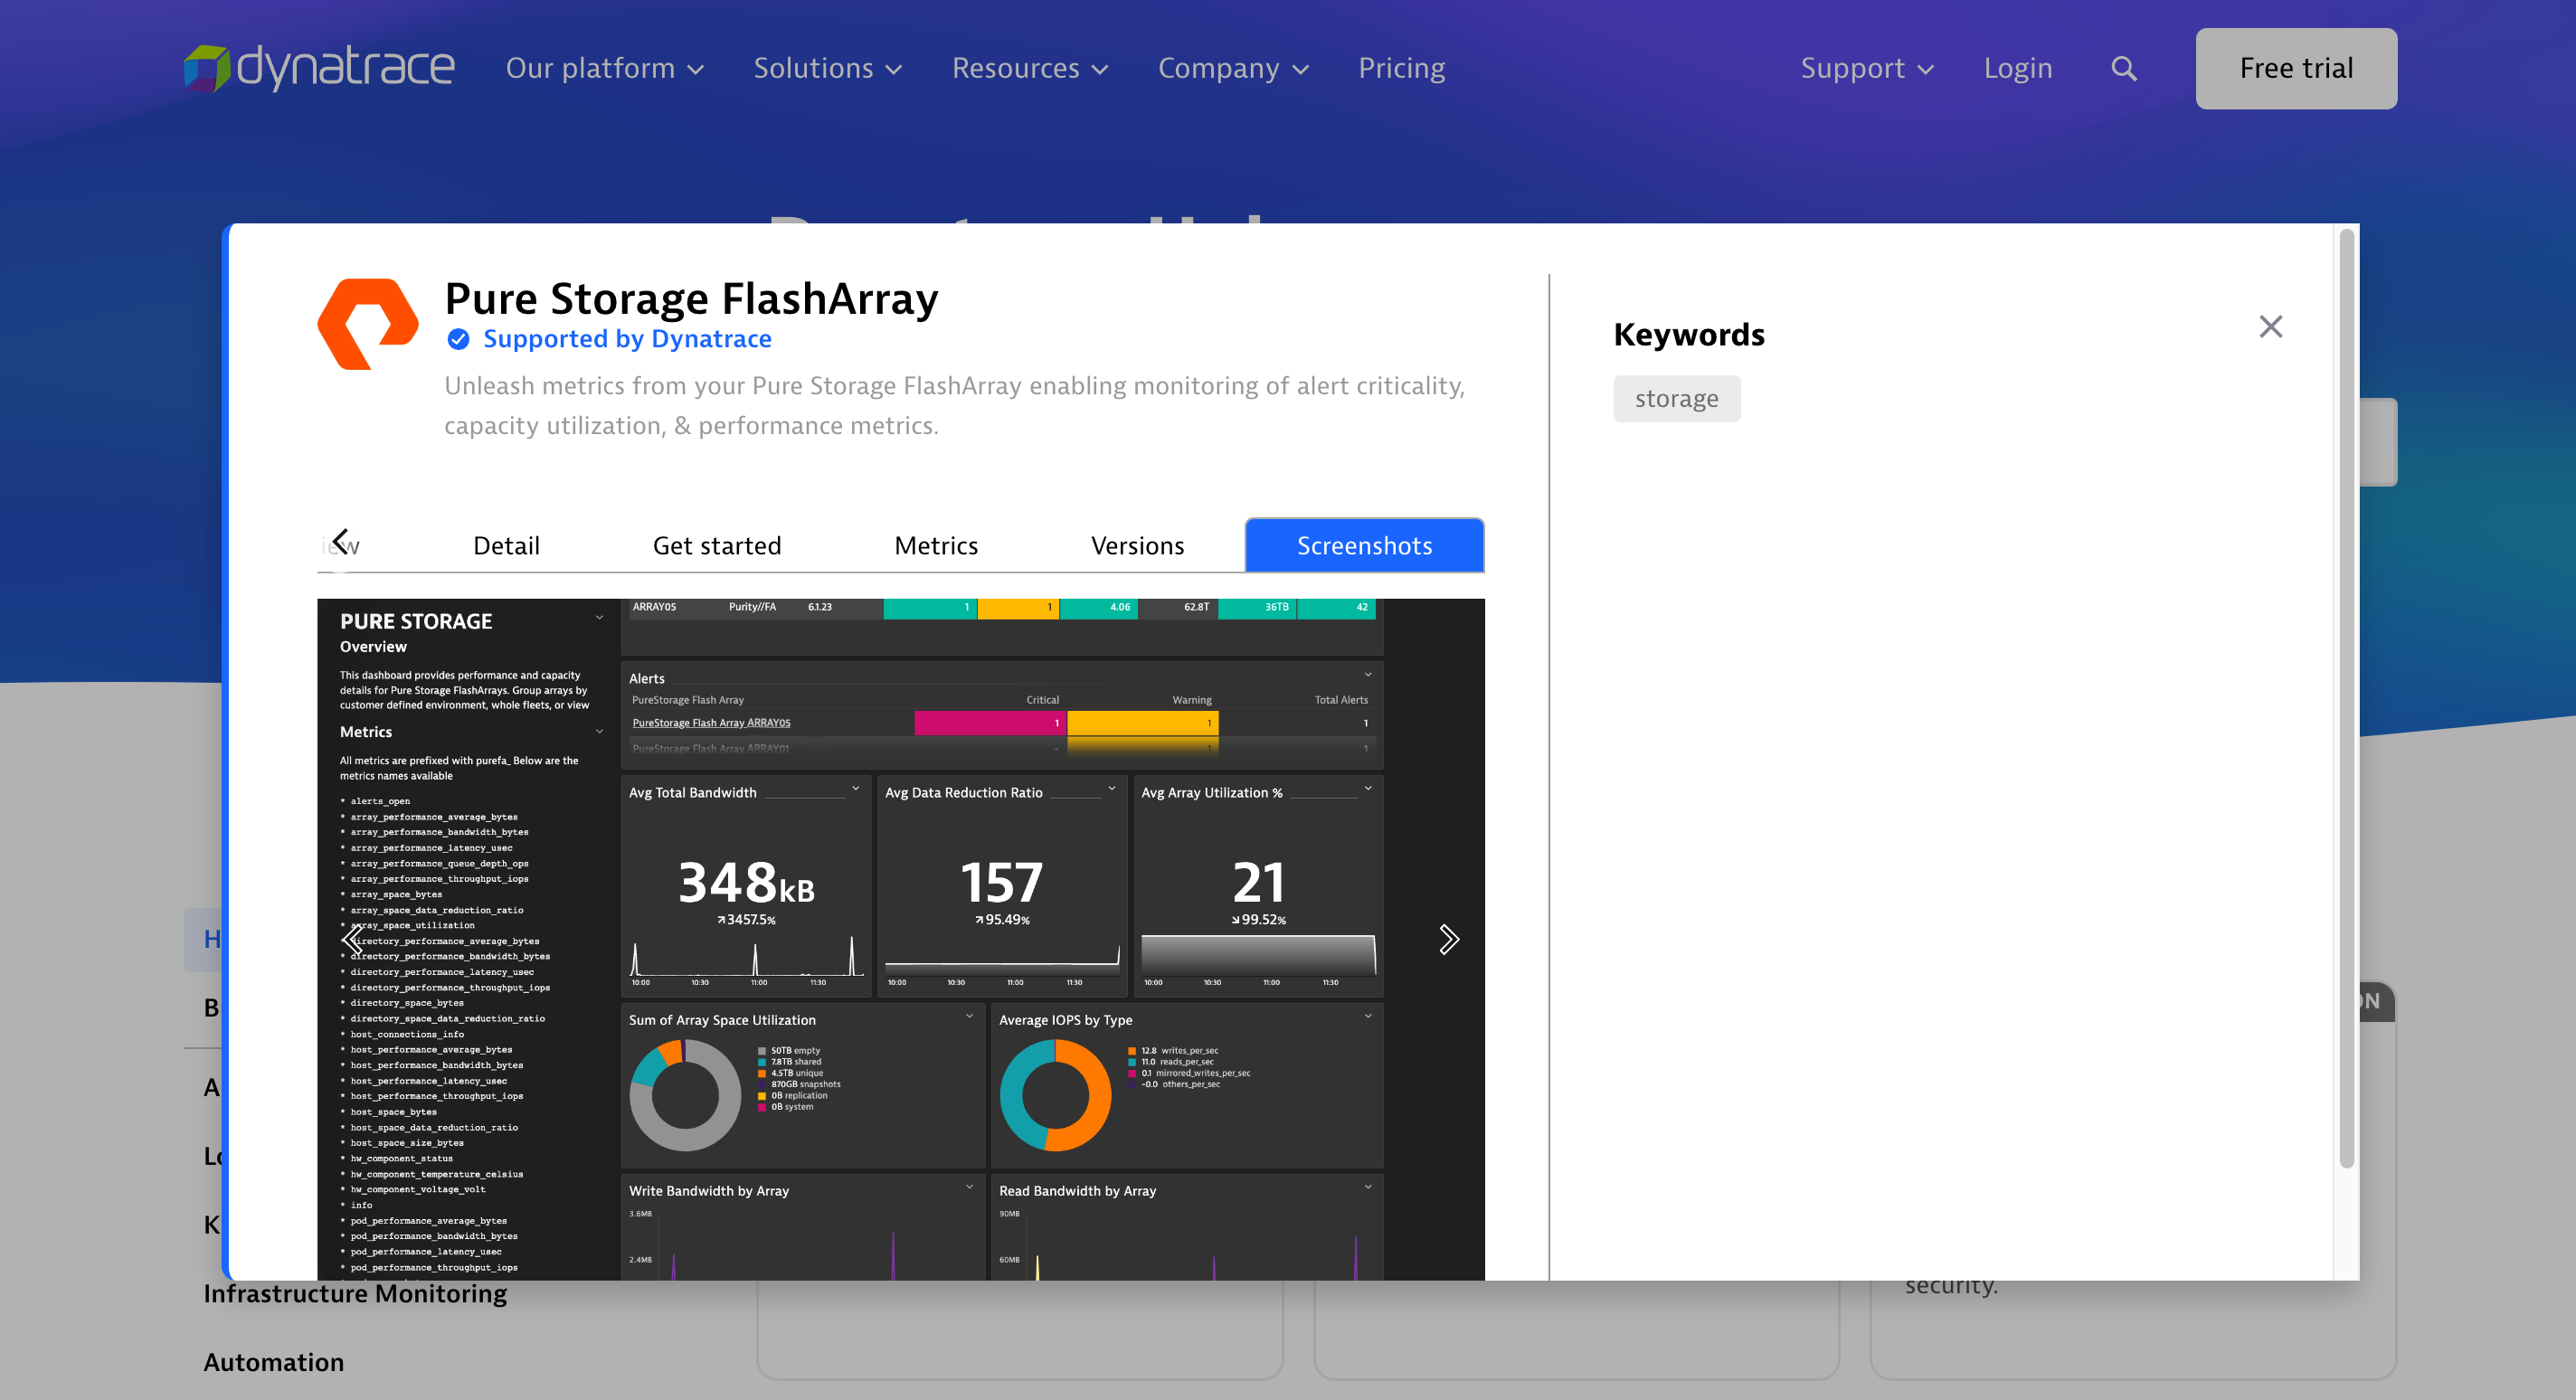 dynatrace
Our platform
Solutions
Resources
Company
Pricing
Support
Login
Free trial
Pure Storage FlashArray
Supported by Dynatrace
Unleash metrics from your Pure Storage FlashArray enabling monitoring of alert criticality,
capacity utilization, & performance metrics.
Keywords
storage
Detail
Get started
Metrics
Versions
Screenshots
PURE STORAGE
Overview
This dashboard provides performance and capacity
details for Pure Storage FlashArrays. Group arrays by
customer defined environment, whole fleets, or view
Metrics
All metrics are prefixed with purefa_ Below are the
metrics names available
* alerts_open
* array_performance_average_bytes
* array_performance_bandwidth_bytes
* array_performance_latency_usec
* array_performance_queue_depth_ops
* array_performance_throughput_iops
* array_space_bytes
* array_space_data_reduction_ratio
* array_space_utilization
* directory_performance_average_bytes
* directory_performance_bandwidth_bytes
* directory_performance_latency_usec
* directory_performance_throughput_iops
* directory_space_bytes
* directory_space_data_reduction_ratio
* host_connections_info
* host_performance_average_bytes
* host_performance_bandwidth_bytes
* host_performance_latency_usec
* host_performance_throughput_iops
* host_space_bytes
* host_space_data_reduction_ratio
* host_space_size_bytes
* hw_component_status
* hw_component_temperature_celsius
* hw_component_voltage_volt
* info
* pod_performance_average_bytes
* pod_performance_bandwidth_bytes
* pod_performance_latency_usec
* pod_performance_throughput_iops
ARRAY05 Purity//FA 6.1.23 1 1 4.06 62.8T 36TB 42
Alerts
PureStorage Flash Array Critical Warning Total Alerts
PureStorage Flash Array ARRAY05 1 1 1
PureStorage Flash Array ARRAY01 - 1 1
Avg Total Bandwidth
348kB
3457.5%
10:00 10:30 11:00 11:30
Avg Data Reduction Ratio
157
95.49%
10:00 10:30 11:00 11:30
Avg Array Utilization %
21
99.52%
10:00 10:30 11:00 11:30
Sum of Array Space Utilization
50TB empty
7.8TB shared
4.5TB unique
870GB snapshots
0B replication
0B system
Average IOPS by Type
12.8 writes_per_sec
11.0 reads_per_sec
0.1 mirrored_writes_per_sec
-0.0 others_per_sec
Write Bandwidth by Array
3.6MB
2.4MB
Read Bandwidth by Array
90MB
60MB
Infrastructure Monitoring
Automation
security.